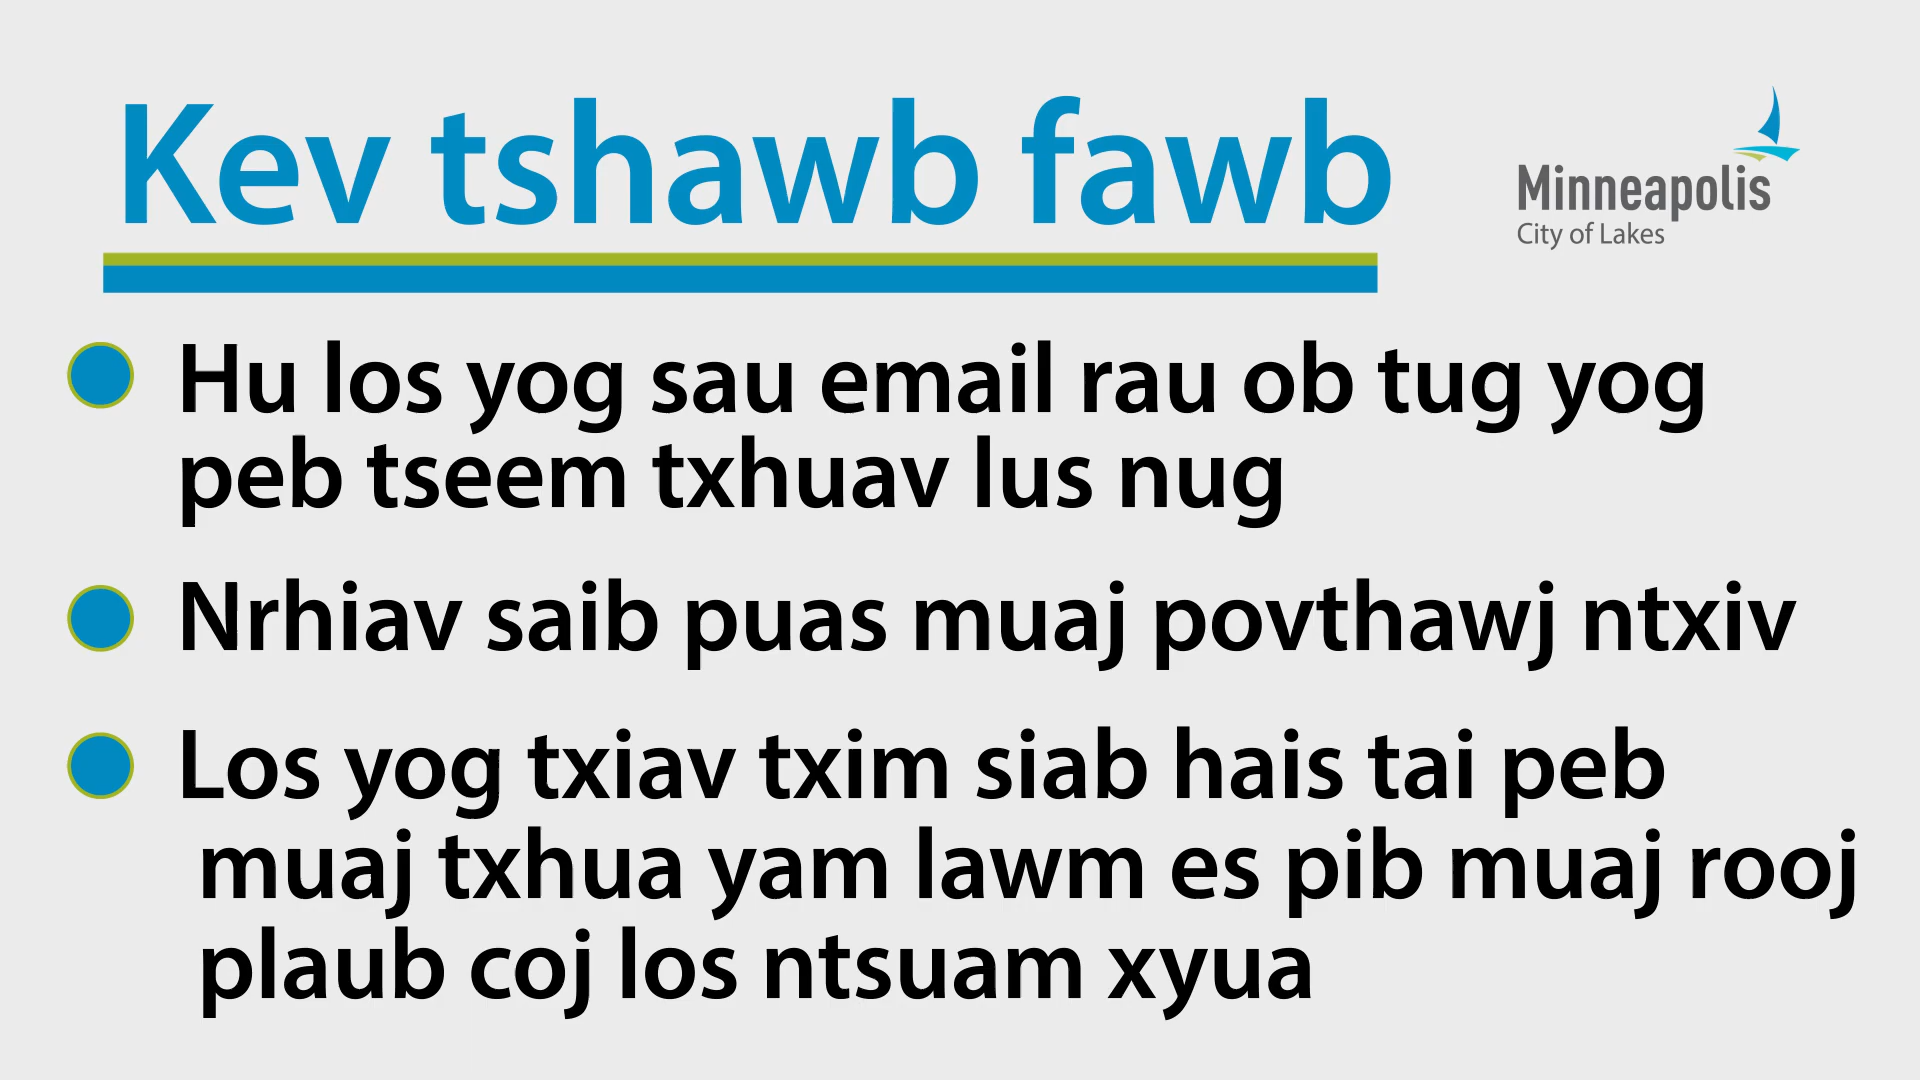 Kev tshawb fawb
Minneapolis
City of Lakes
Hu los yog sau email rau ob tug yog
peb tseem txhuav lus nug
Nrhiav saib puas muaj povthawj ntxiv
Los yog txiav txim siab hais tai peb
muaj txhua yam lawm es pib muaj rooj
plaub coj los ntsuam xyua